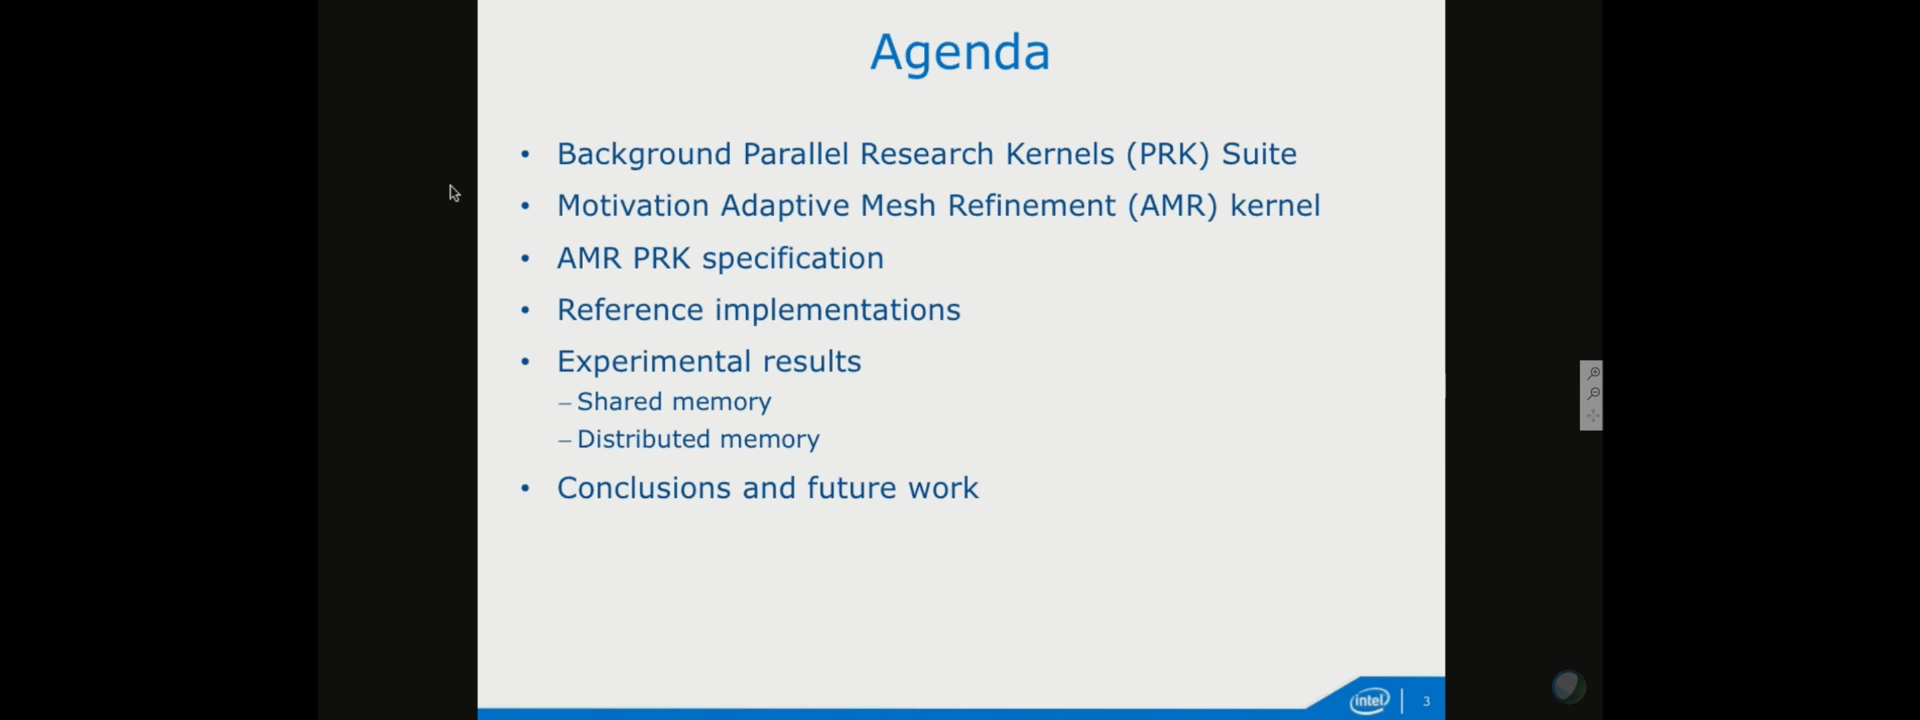 Agenda
• Background Parallel Research Kernels (PRK) Suite
• Motivation Adaptive Mesh Refinement (AMR) kernel
• AMR PRK specification
• Reference implementations
• Experimental results
– Shared memory
– Distributed memory
• Conclusions and future work
intel 3